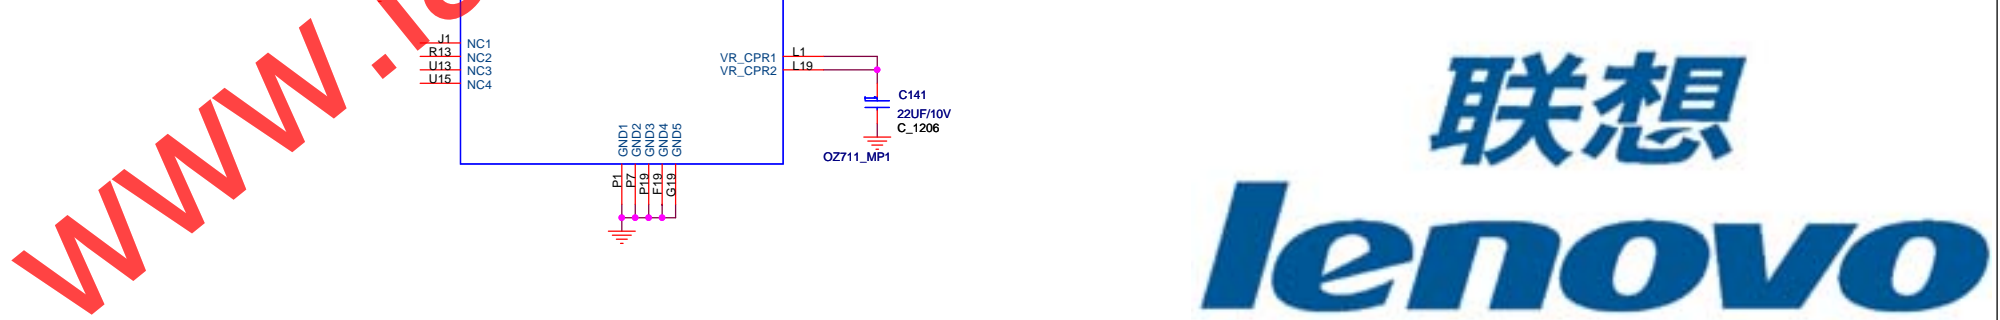 J1 NC1
R13 NC2
U13 NC3
U15 NC4
VR_CPR1 L1
VR_CPR2 L19
C141
22UF/10V
C_1206
OZ711_MP1
GND1
GND2
GND3
GND4
GND5
P1
P7
P19
F19
G19
www.
联想
lenovo